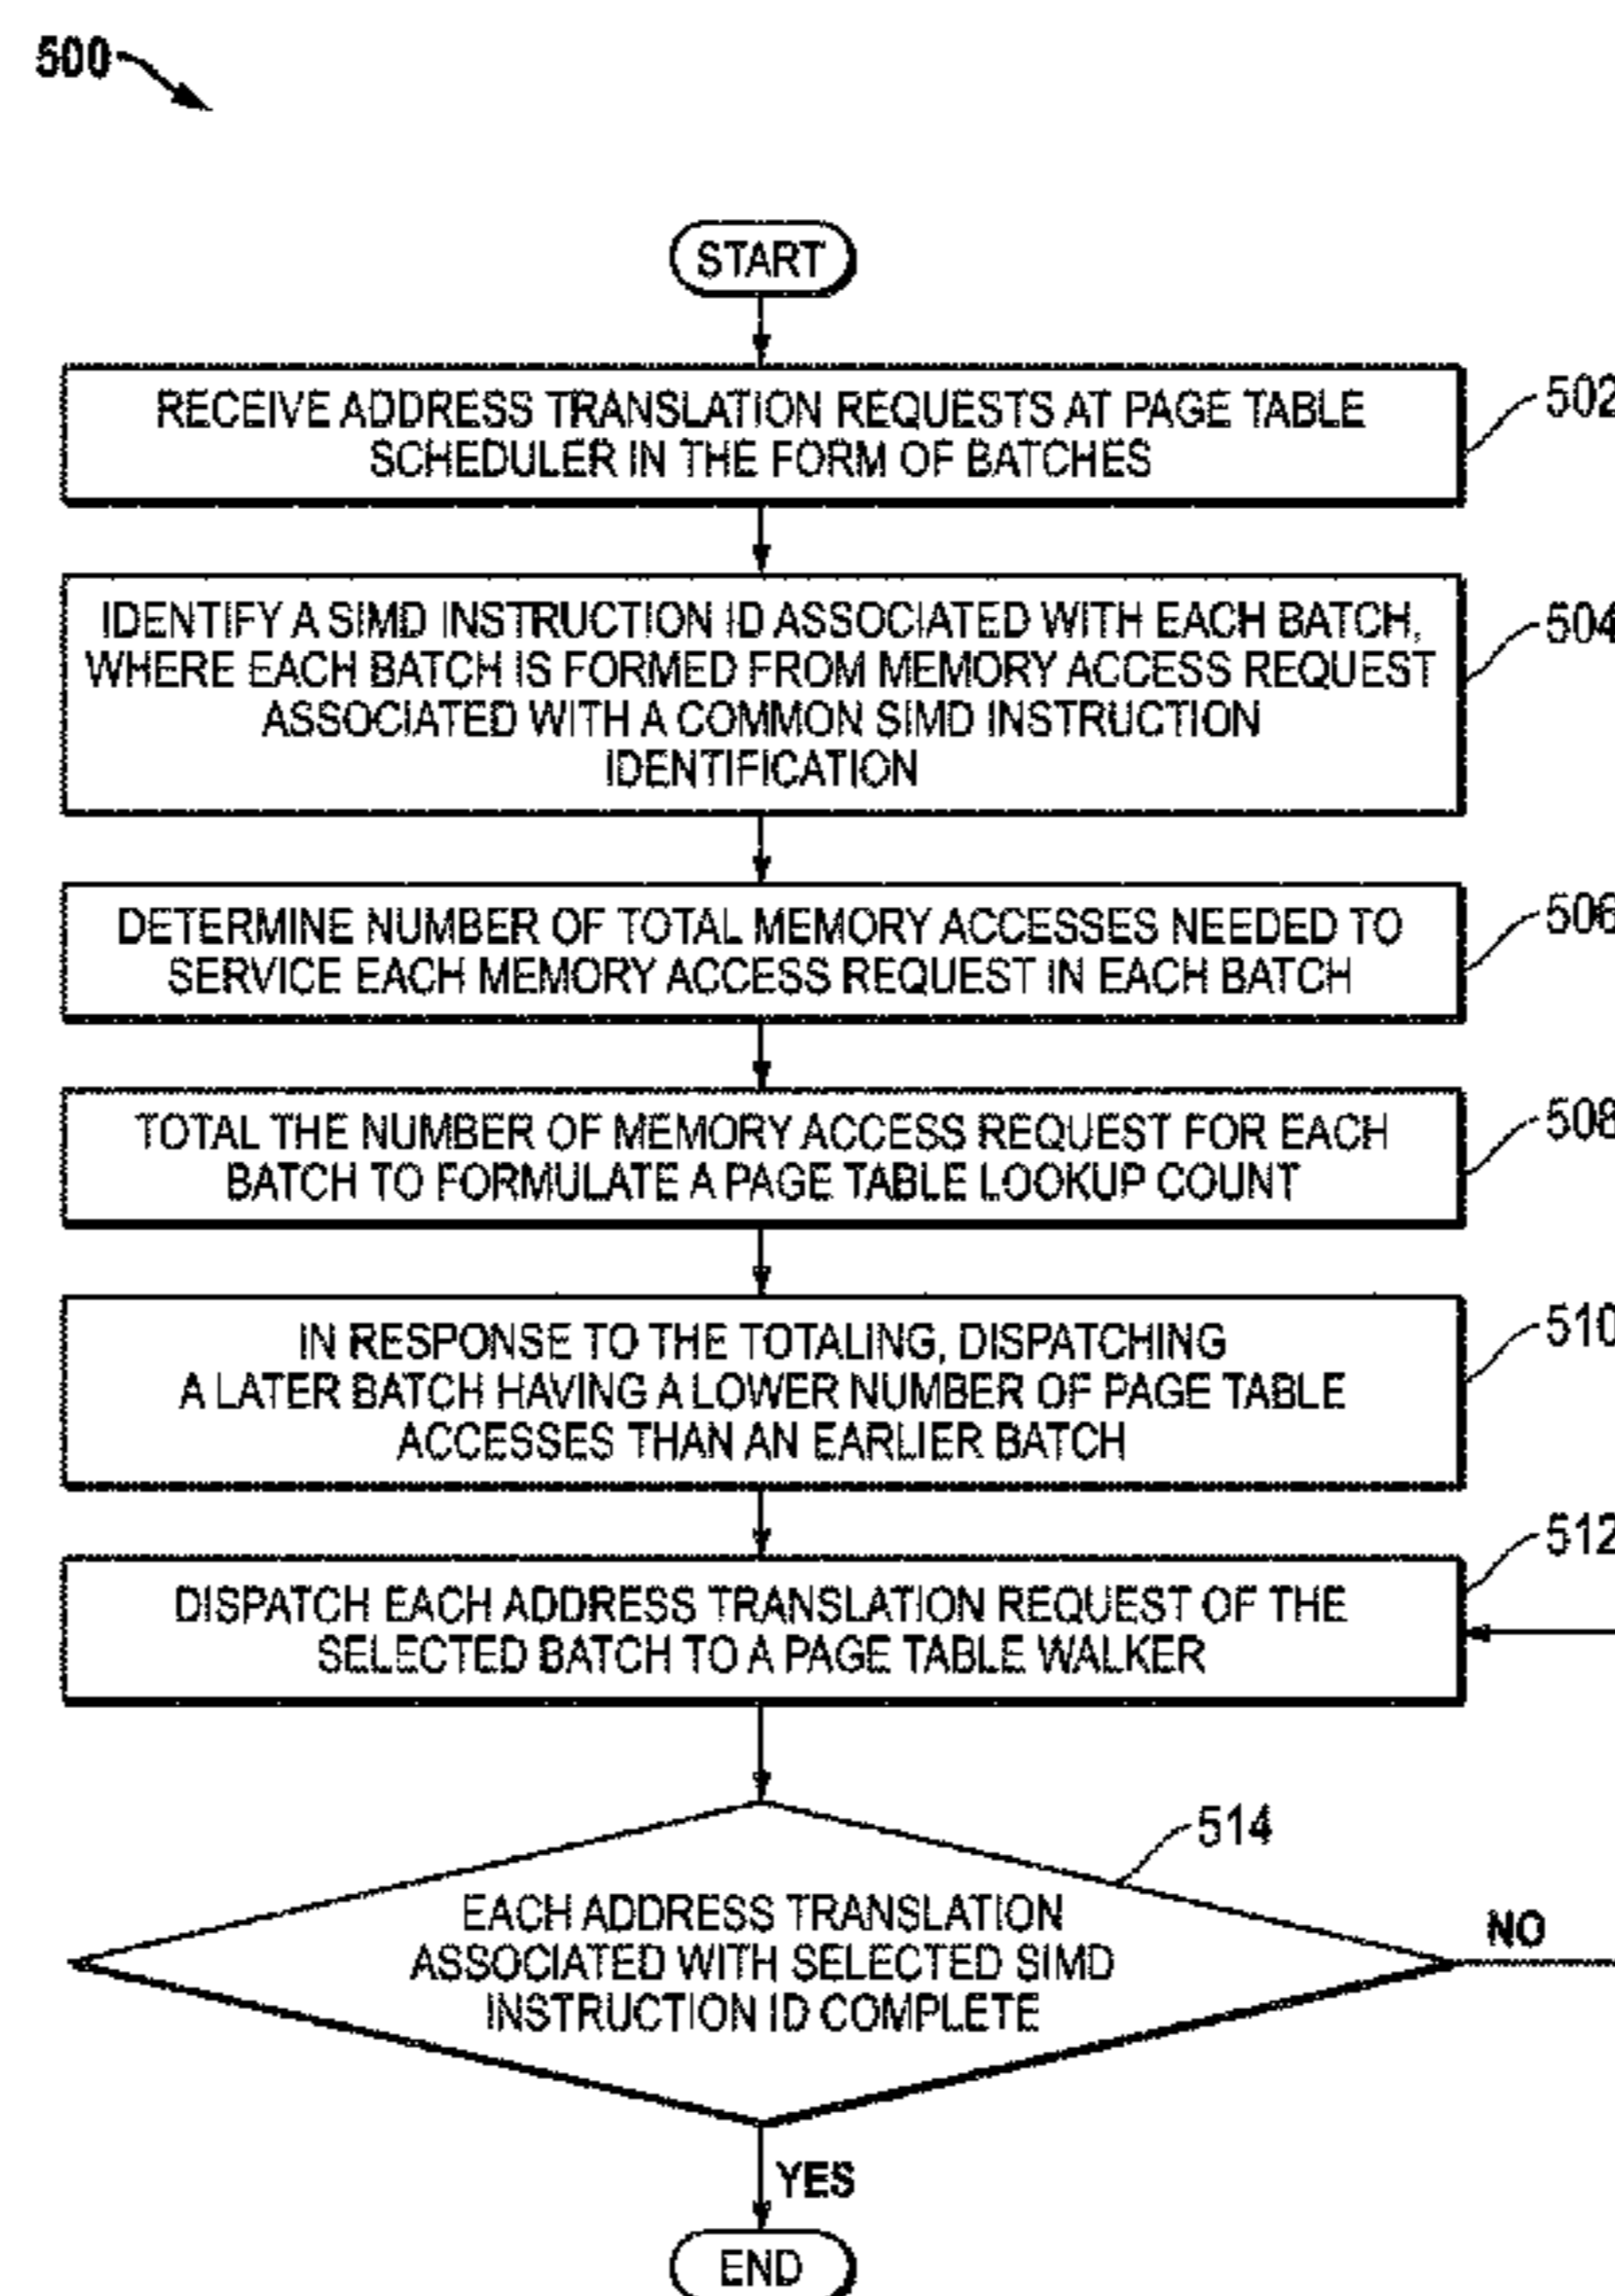 500
START
RECEIVE ADDRESS TRANSLATION REQUESTS AT PAGE TABLE
SCHEDULER IN THE FORM OF BATCHES
502
IDENTIFY A SIMD INSTRUCTION ID ASSOCIATED WITH EACH BATCH,
WHERE EACH BATCH IS FORMED FROM MEMORY ACCESS REQUEST
ASSOCIATED WITH A COMMON SIMD INSTRUCTION
IDENTIFICATION
504
DETERMINE NUMBER OF TOTAL MEMORY ACCESSES NEEDED TO
SERVICE EACH MEMORY ACCESS REQUEST IN EACH BATCH
506
TOTAL THE NUMBER OF MEMORY ACCESS REQUEST FOR EACH
BATCH TO FORMULATE A PAGE TABLE LOOKUP COUNT
508
IN RESPONSE TO THE TOTALING, DISPATCHING
A LATER BATCH HAVING A LOWER NUMBER OF PAGE TABLE
ACCESSES THAN AN EARLIER BATCH
510
DISPATCH EACH ADDRESS TRANSLATION REQUEST OF THE
SELECTED BATCH TO A PAGE TABLE WALKER
512
EACH ADDRESS TRANSLATION
ASSOCIATED WITH SELECTED SIMD
INSTRUCTION ID COMPLETE
514
NO
YES
END